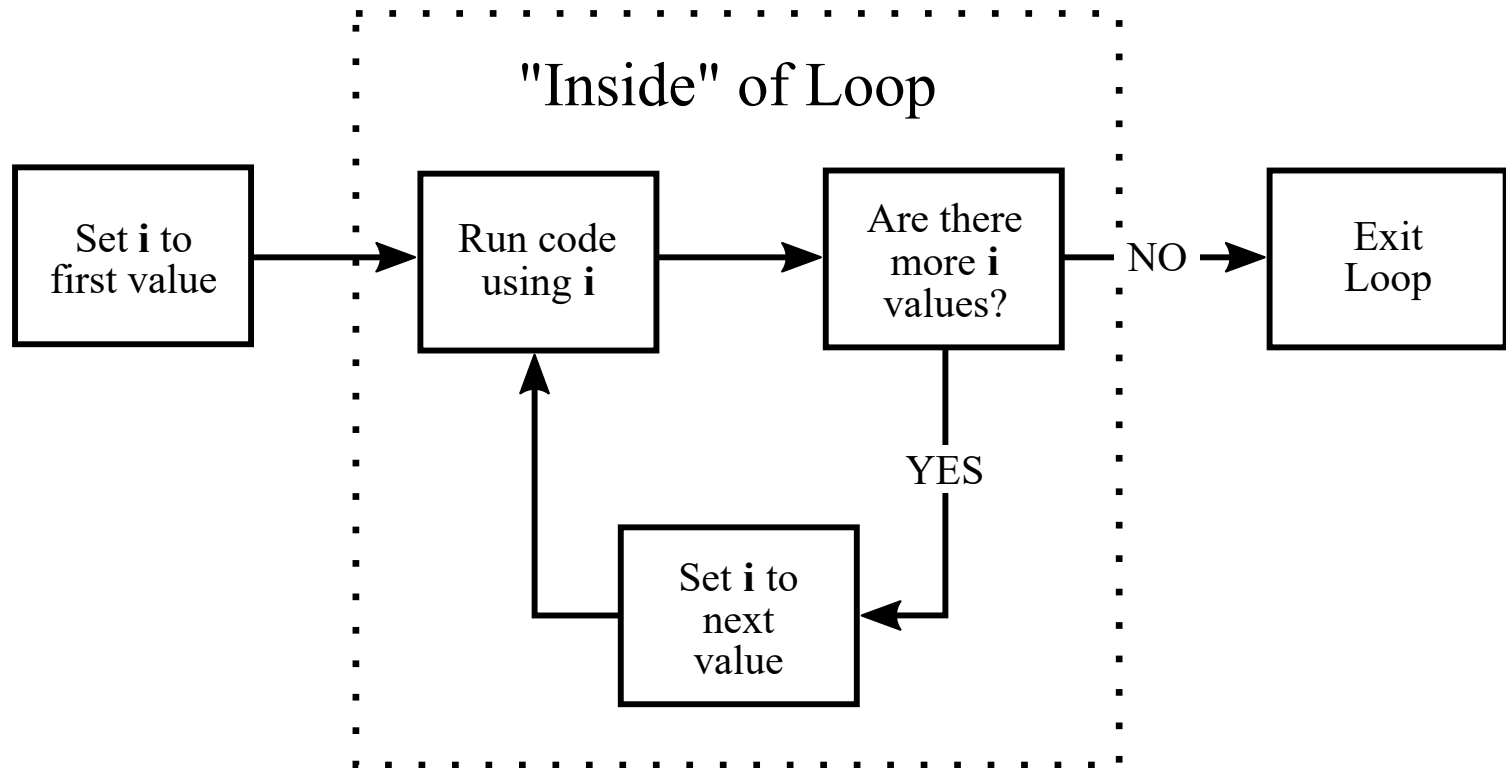 "Inside" of Loop
Set i to
first value
Run code
using i
Are there
more i
values?
NO
Exit
Loop
YES
Set i to
next
value